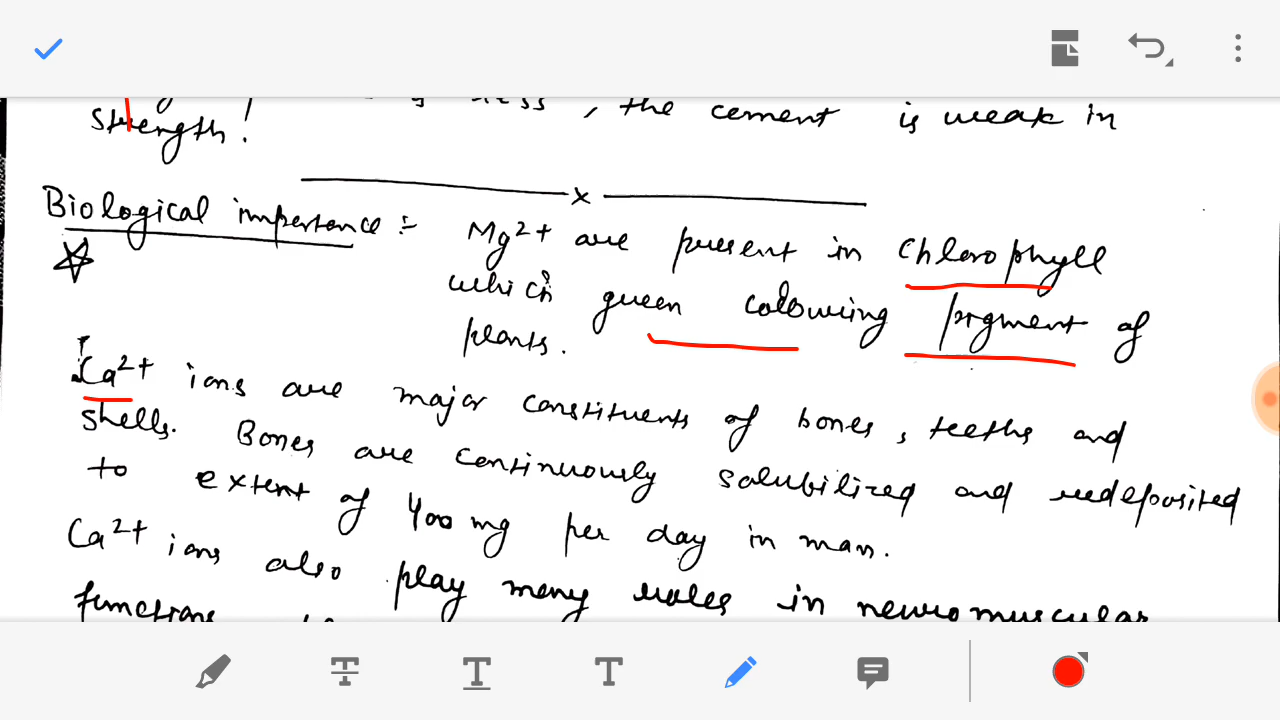 , the cement is weak in
strength!
x
Biological importance :- Mg2+ are present in Chlorophyll
which green colouring pigment of
plants.
Ca2+ ions are major constituents of bones, teeths and
shells. Bones are continuously solubilized and redeposited
to extent of 400 mg per day in man.
Ca2+ ions also play many roles in neuromuscular
functions